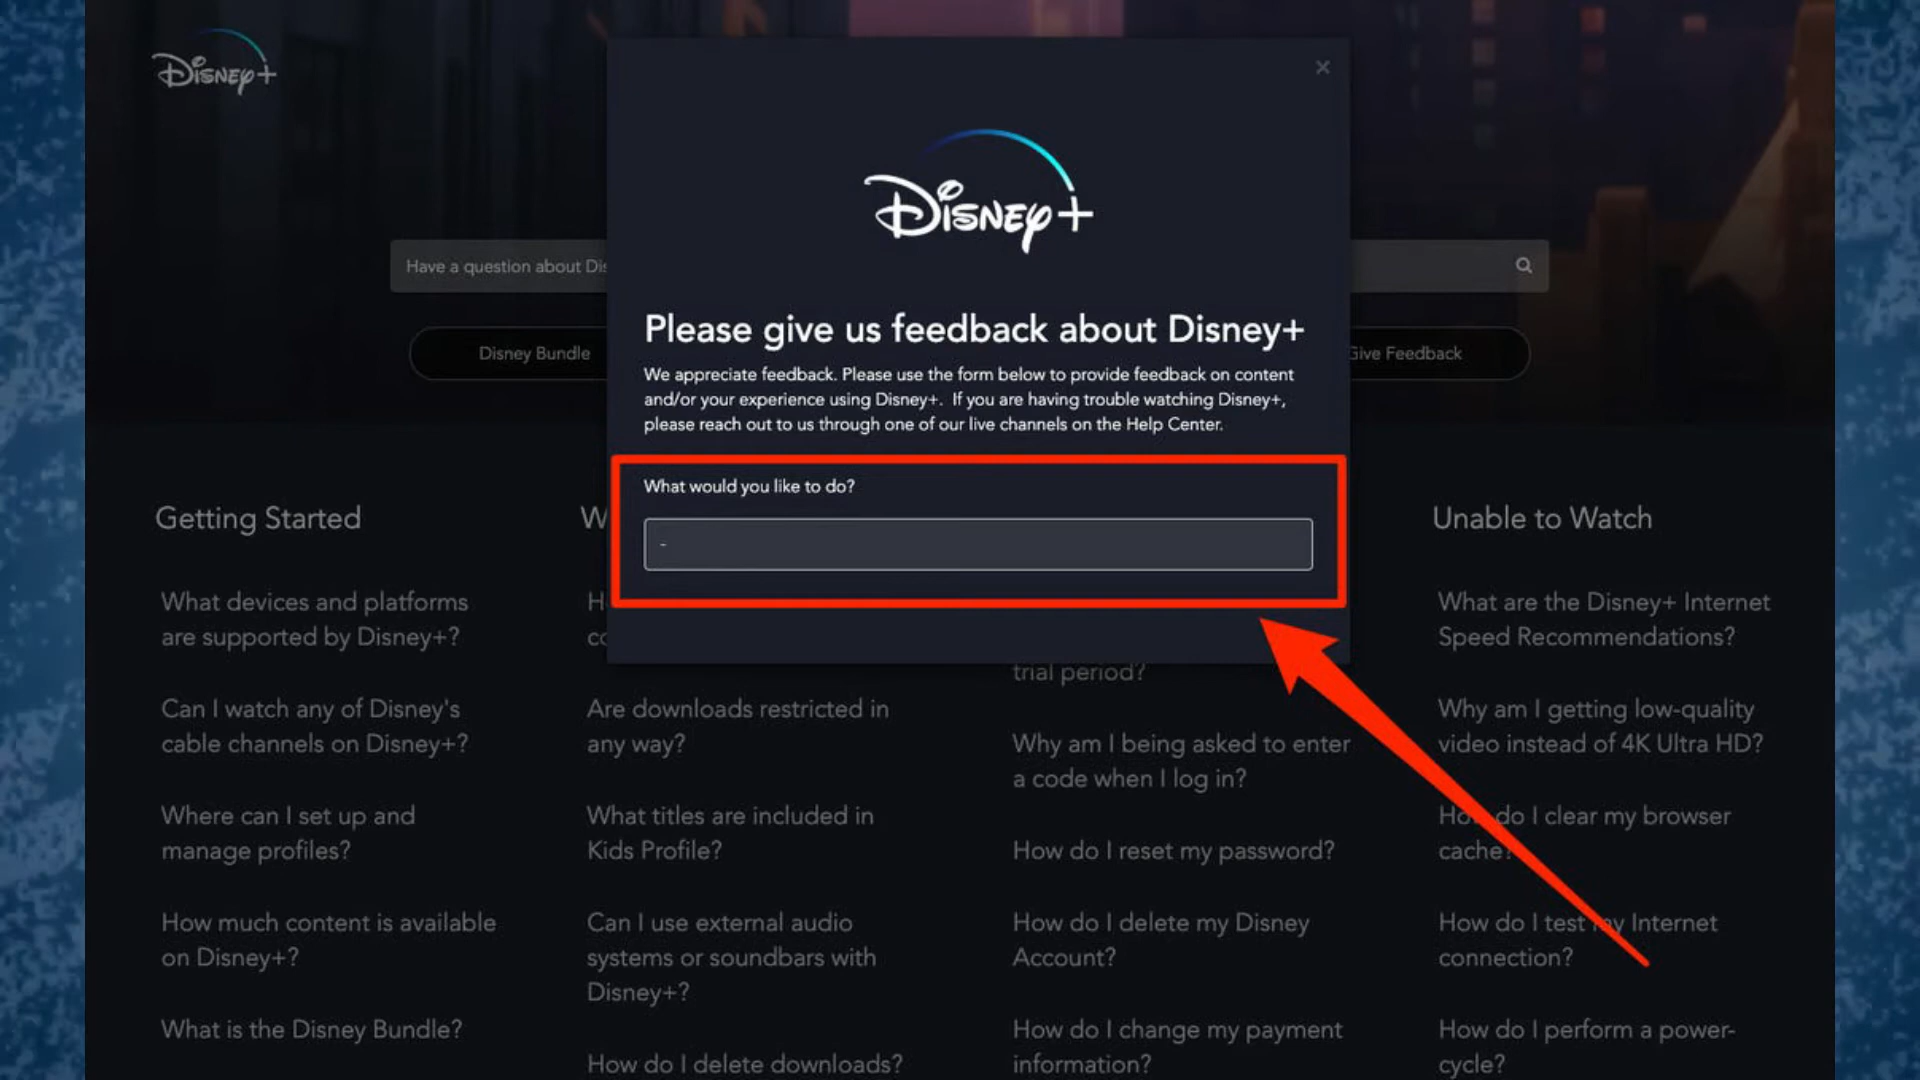 Disney+
Disney+
Have a question about Dis
Disney Bundle
Give Feedback
Please give us feedback about Disney+
We appreciate feedback. Please use the form below to provide feedback on content
and/or your experience using Disney+. If you are having trouble watching Disney+,
please reach out to us through one of our live channels on the Help Center.
What would you like to do?
-
Getting Started
What devices and platforms
are supported by Disney+?
Can I watch any of Disney's
cable channels on Disney+?
Where can I set up and
manage profiles?
How much content is available
on Disney+?
What is the Disney Bundle?
W
Are downloads restricted in
any way?
What titles are included in
Kids Profile?
Can I use external audio
systems or soundbars with
Disney+?
How do I delete downloads?
trial period?
Why am I being asked to enter
a code when I log in?
How do I reset my password?
How do I delete my Disney
Account?
How do I change my payment
information?
Unable to Watch
What are the Disney+ Internet
Speed Recommendations?
Why am I getting low-quality
video instead of 4K Ultra HD?
How do I clear my browser
cache?
How do I test my Internet
connection?
How do I perform a power-
cycle?